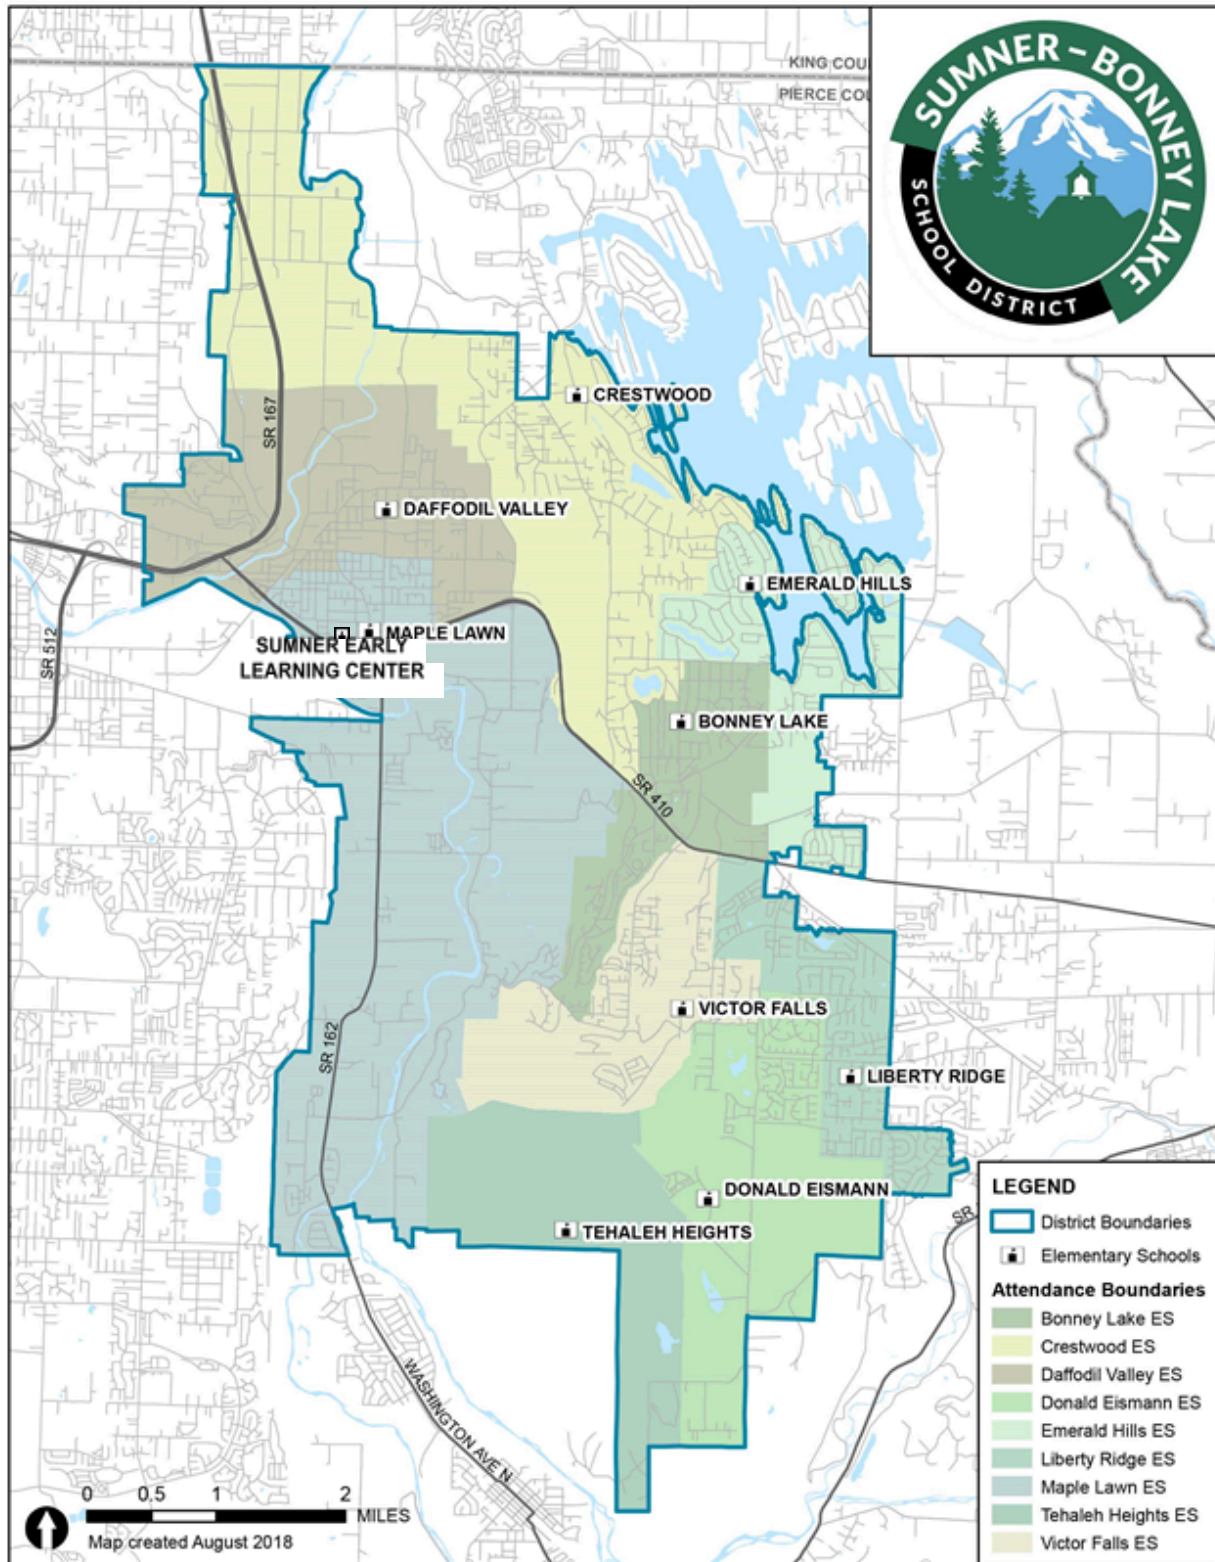 KING COU
PIERCE COU
SUMNER – BONNEY LAKE
SCHOOL DISTRICT
CRESTWOOD
SR 167
DAFFODIL VALLEY
EMERALD HILLS
MAPLE LAWN
SUMNER EARLY
LEARNING CENTER
SR 512
BONNEY LAKE
SR 410
VICTOR FALLS
SR 162
LIBERTY RIDGE
DONALD EISMANN
TEHALEH HEIGHTS
SR
WASHINGTON AVE N
LEGEND
District Boundaries
Elementary Schools
Attendance Boundaries
Bonney Lake ES
Crestwood ES
Daffodil Valley ES
Donald Eismann ES
Emerald Hills ES
Liberty Ridge ES
Maple Lawn ES
Tehaleh Heights ES
Victor Falls ES
0 0.5 1 2
MILES
Map created August 2018